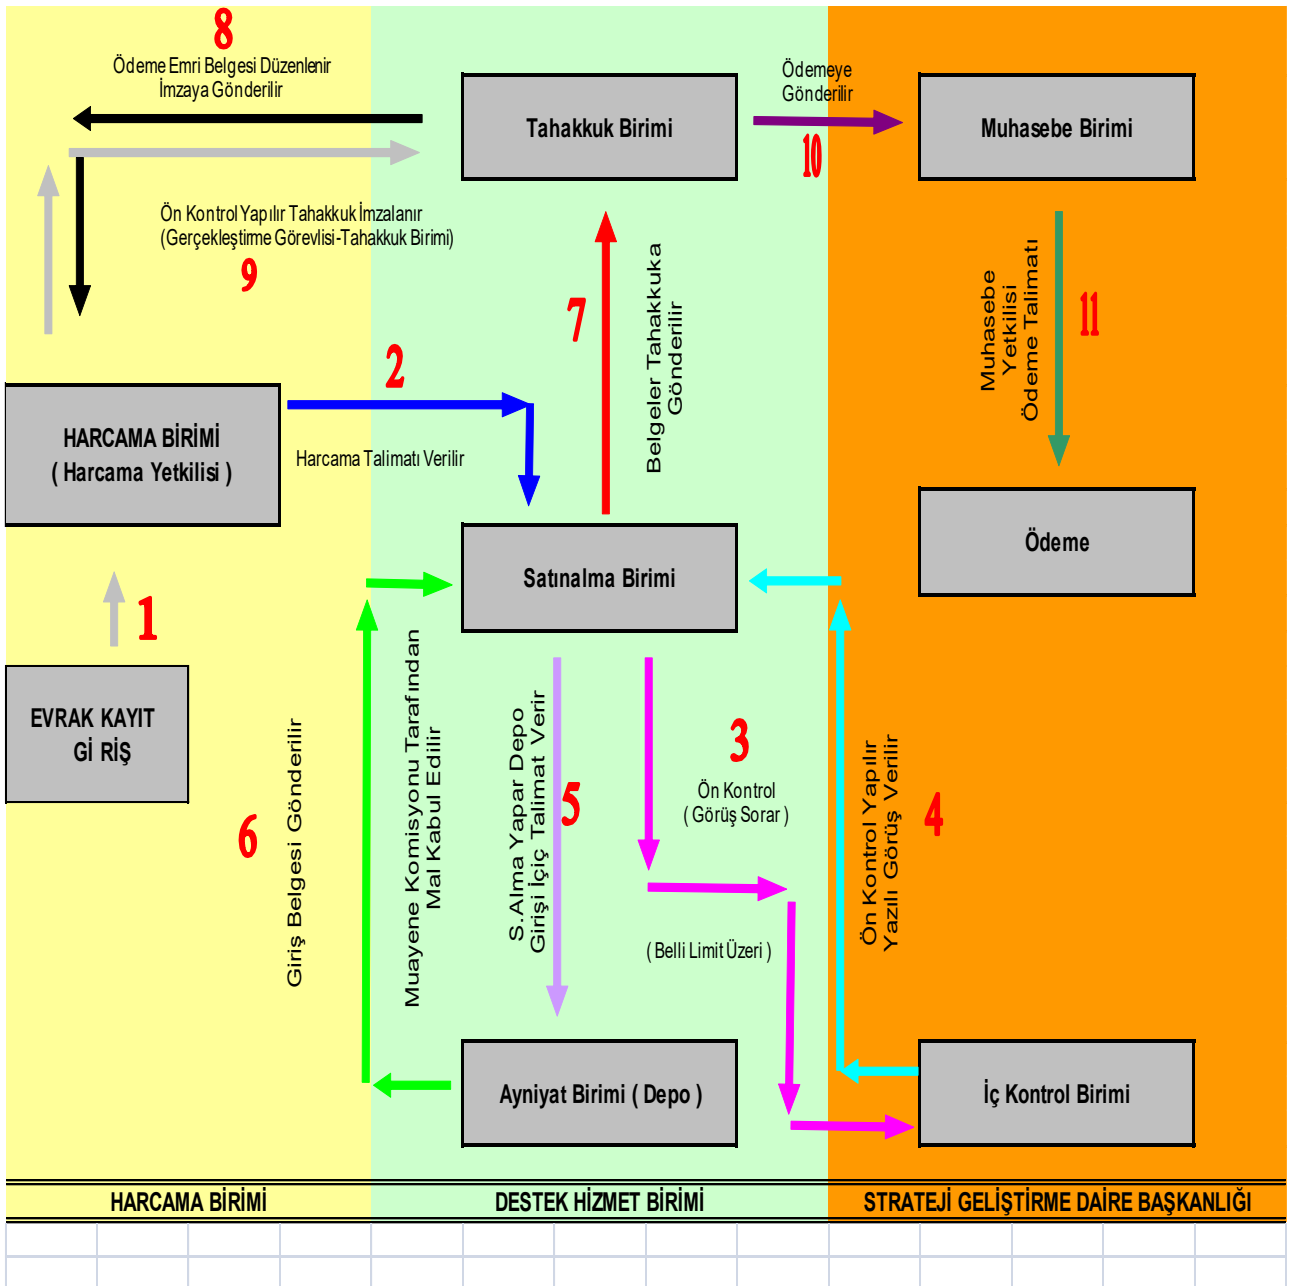 8
Ödeme Emri Belgesi Düzenlenir
İmzaya Gönderilir
Tahakkuk Birimi
Ödemeye
Gönderilir
10
Muhasebe Birimi
Ön Kontrol Yapılır Tahakkuk İmzalanır
(Gerçekleştirme Görevlisi-Tahakkuk Birimi)
9
7
Belgeler Tahakkuka
Gönderilir
Muhasebe
Yetkilisi
Ödeme Talimatı
11
2
HARCAMA BİRİMİ
( Harcama Yetkilisi )
Harcama Talimatı Verilir
Ödeme
Satınalma Birimi
1
EVRAK KAYIT
Gİ RİŞ
6
Giriş Belgesi Gönderilir
Muayene Komisyonu Tarafından
Mal Kabul Edilir
S.Alma Yapar Depo
Girişi İçiç Talimat Verir
5
3
Ön Kontrol
( Görüş Sorar )
( Belli Limit Üzeri )
Ön Kontrol Yapılır
Yazılı Görüş Verilir
4
Ayniyat Birimi ( Depo )
İç Kontrol Birimi
HARCAMA BİRİMİ
DESTEK HİZMET BİRİMİ
STRATEJİ GELİŞTİRME DAİRE BAŞKANLIĞI